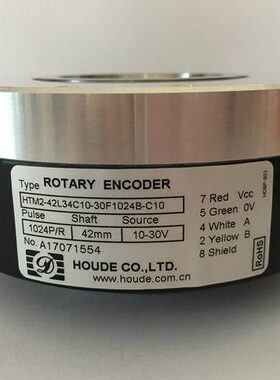 Type ROTARY ENCODER
HTM2-42L34C10-30F1024B-C10
Pulse Shaft Source
1024P/R 42mm 10-30V
No. A17071554
7 Red Vcc
5 Green 0V
4 White A
2 Yellow B
8 Shield
HOUDE CO.,LTD.
www.houde.com.cn
RoHS